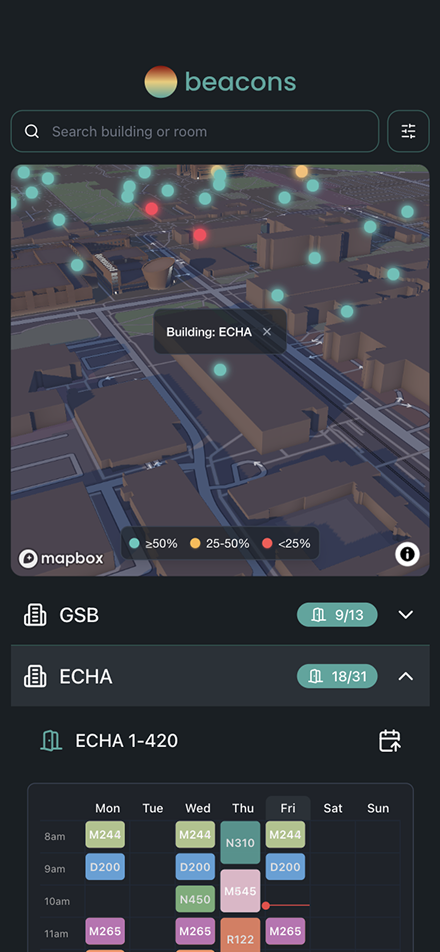 beacons
Search building or room
Building: ECHA ×
≥50% 25-50% <25%
mapbox
GSB 9/13
ECHA 18/31
ECHA 1-420
Mon Tue Wed Thu Fri Sat Sun
8am M244 M244 N310 M244
9am D200 D200 D200
10am N450 M645
11am M265 M265 R122 M265